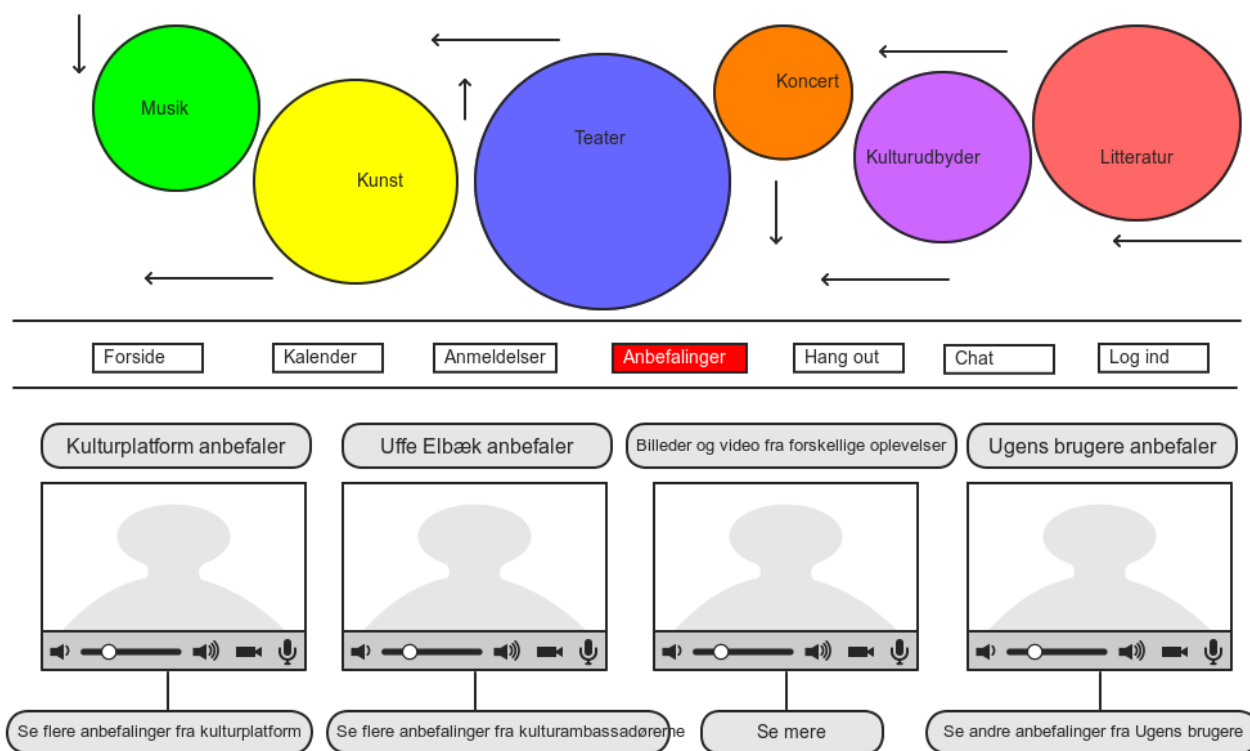 Musik
Kunst
Teater
Koncert
Kulturudbyder
Litteratur
Forside
Kalender
Anmeldelser
Anbefalinger
Hang out
Chat
Log ind
Kulturplatform anbefaler
Uffe Elbæk anbefaler
Billeder og video fra forskellige oplevelser
Ugens brugere anbefaler
Se flere anbefalinger fra kulturplatform
Se flere anbefalinger fra kulturambassadørerne
Se mere
Se andre anbefalinger fra Ugens brugere